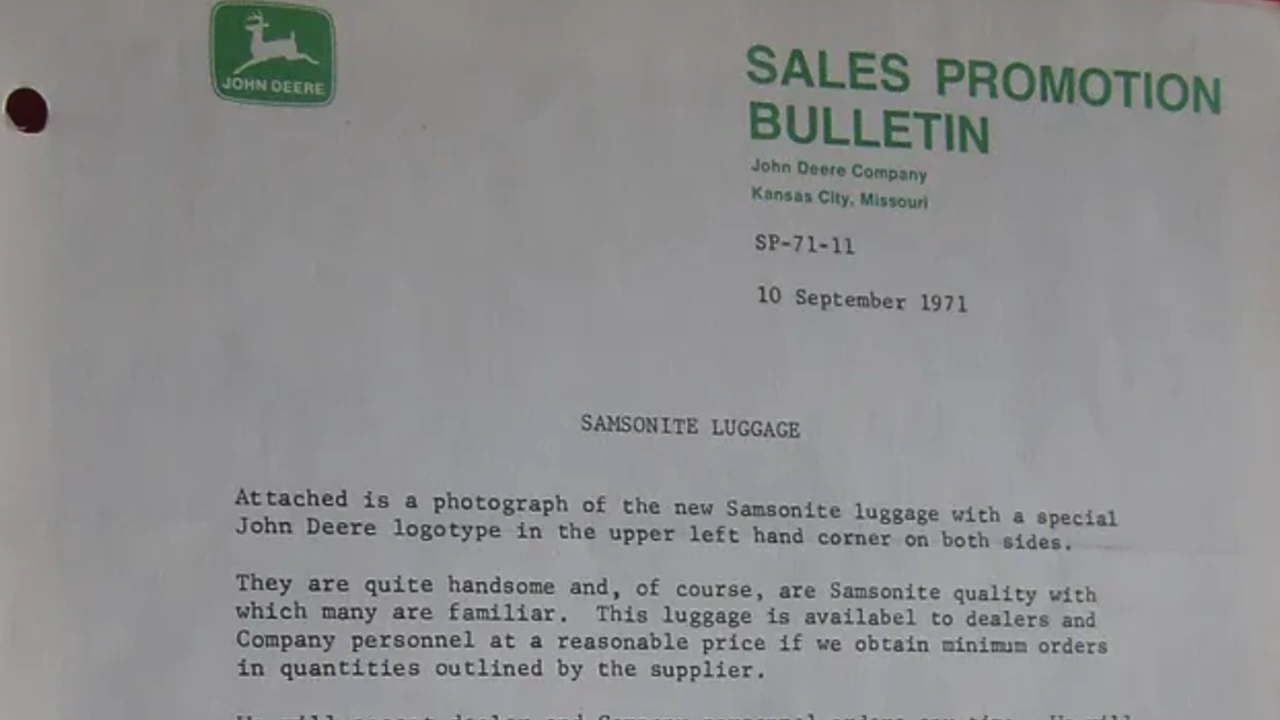 JOHN DEERE
SALES PROMOTION
BULLETIN
John Deere Company
Kansas City, Missouri
SP-71-11
10 September 1971
SAMSONITE LUGGAGE
Attached is a photograph of the new Samsonite luggage with a special
John Deere logotype in the upper left hand corner on both sides.
They are quite handsome and, of course, are Samsonite quality with
which many are familiar. This luggage is availabel to dealers and
Company personnel at a reasonable price if we obtain minimum orders
in quantities outlined by the supplier.